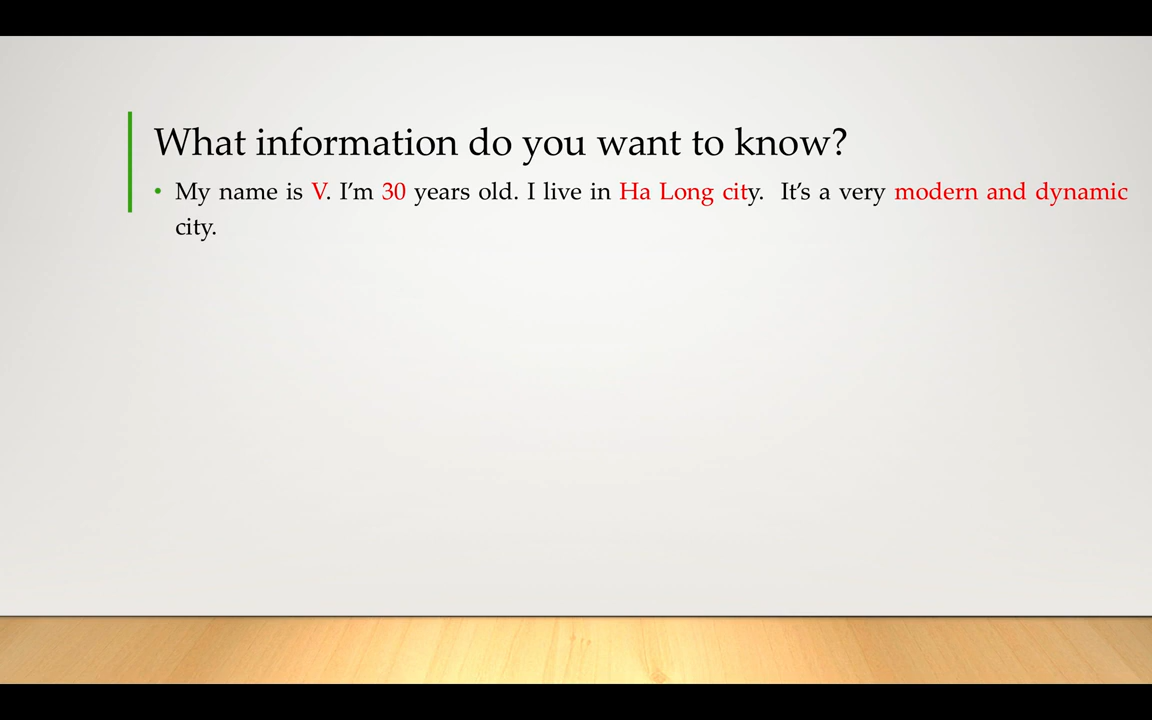 What information do you want to know?
• My name is V. I’m 30 years old. I live in Ha Long city.  It’s a very modern and dynamic
city.